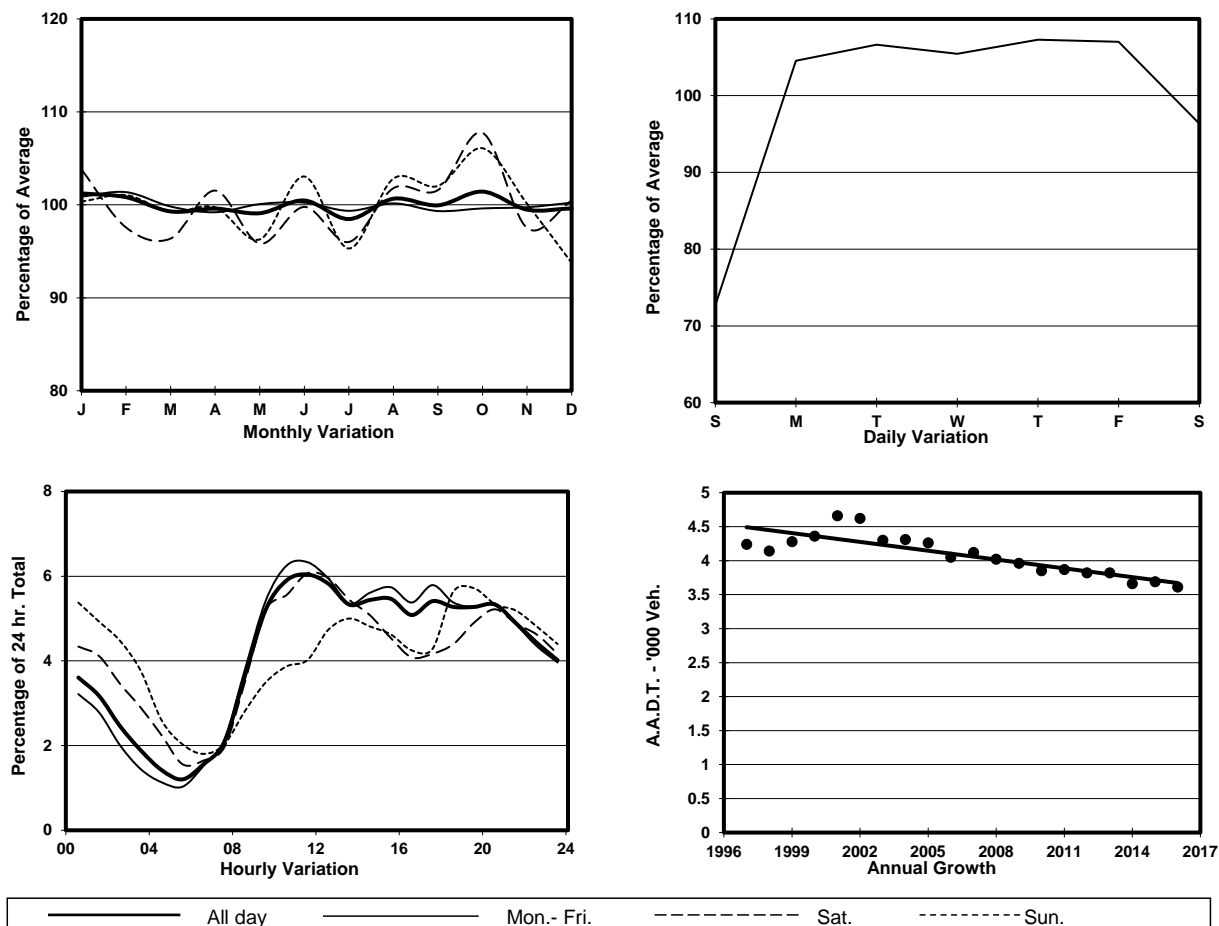 120
110
100
90
80
Percentage of Average
J F M A M J J A S O N D
Monthly Variation
110
100
90
80
70
60
Percentage of Average
S M T W T F S
Daily Variation
8
6
4
2
0
Percentage of 24 hr. Total
00 04 08 12 16 20 24
Hourly Variation
5
4.5
4
3.5
3
2.5
2
1.5
1
0.5
0
A.A.D.T. - '000 Veh.
1996 1999 2002 2005 2008 2011 2014 2017
Annual Growth
All day Mon.- Fri. Sat. Sun.